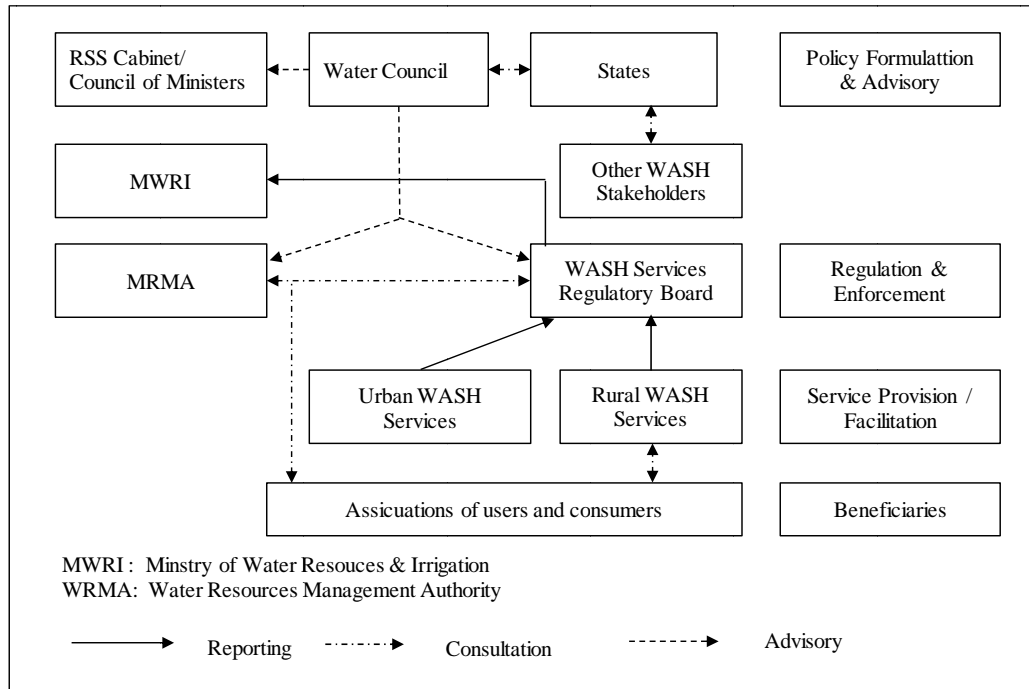 RSS Cabinet/
Council of Ministers
Water Council
States
Policy Formulattion
& Advisory
MWRI
Other WASH
Stakeholders
MRMA
WASH Services
Regulatory Board
Regulation &
Enforcement
Urban WASH
Services
Rural WASH
Services
Service Provision /
Facilitation
Assicuations of users and consumers
Beneficiaries
MWRI : Minstry of Water Resouces & Irrigation
WRMA: Water Resources Management Authority
Reporting
Consultation
Advisory